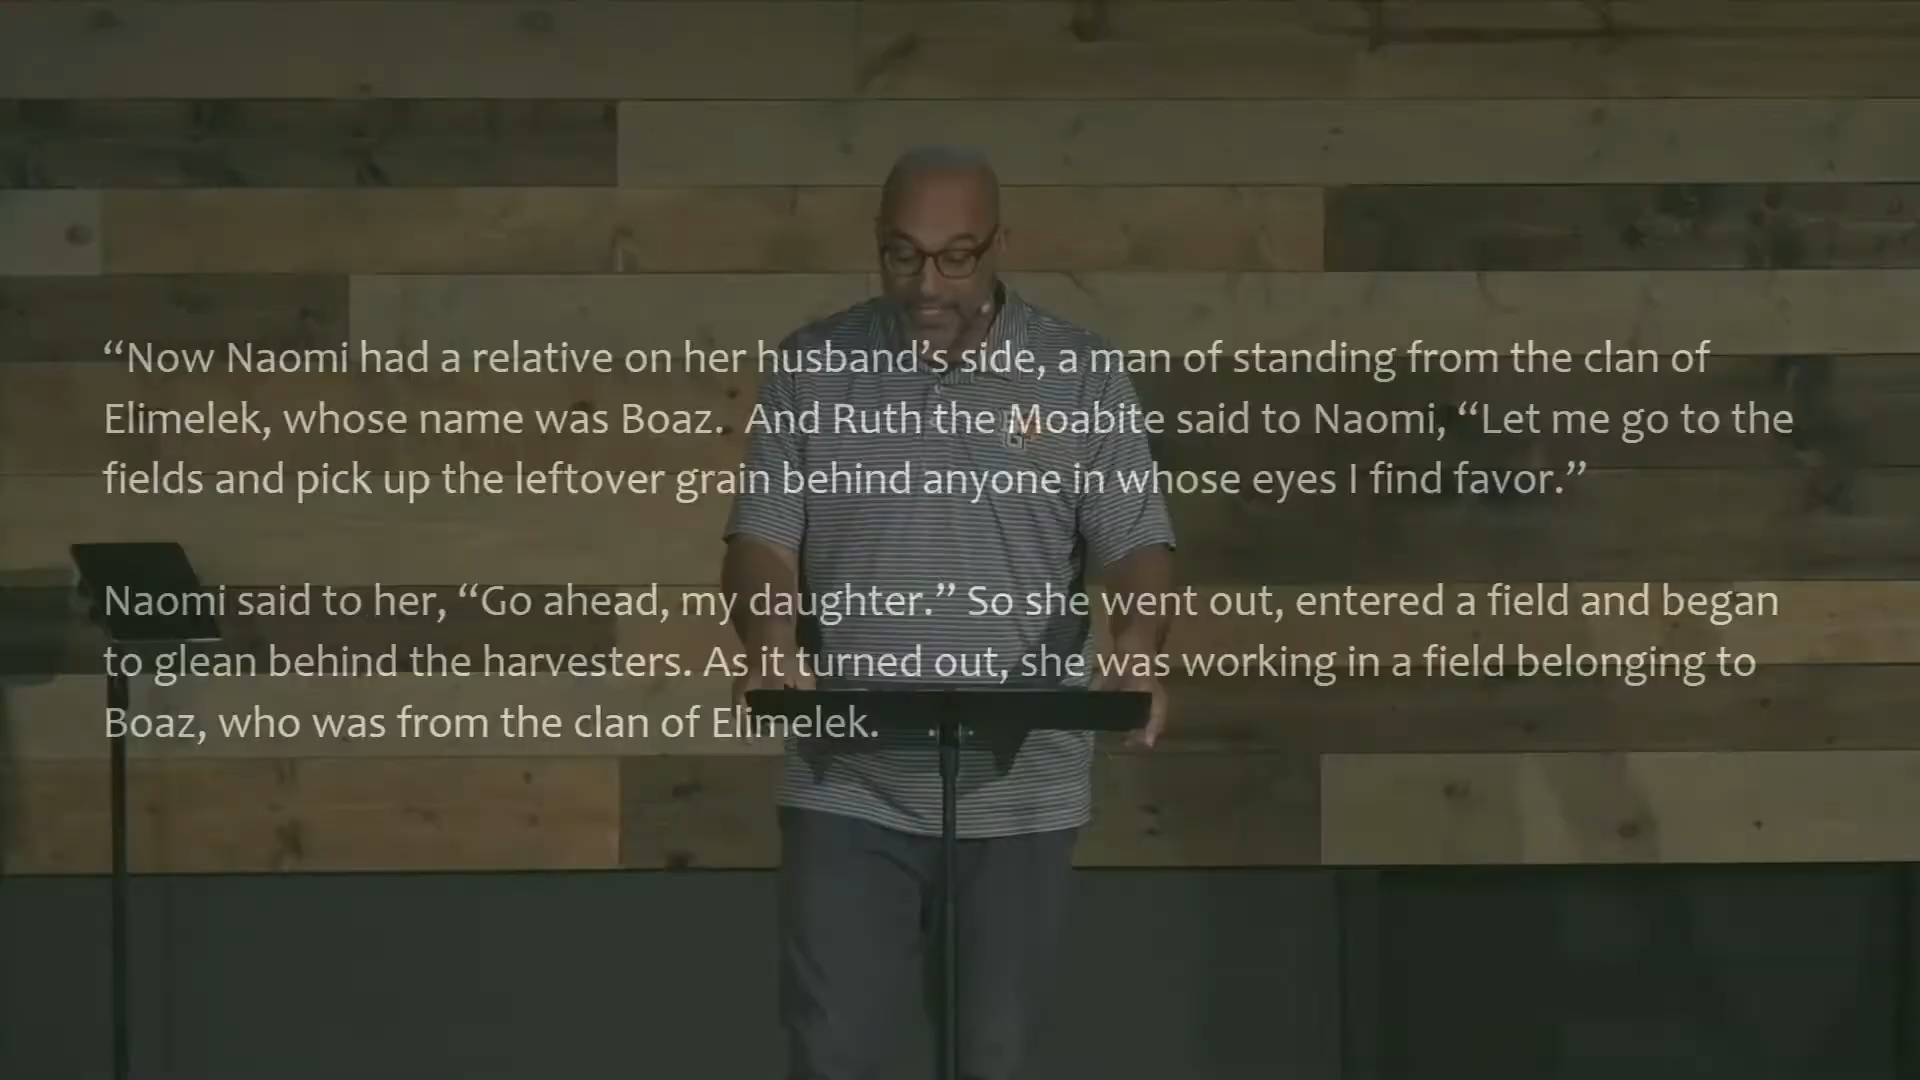 “Now Naomi had a relative on her husband’s side, a man of standing from the clan of
Elimelek, whose name was Boaz.  And Ruth the Moabite said to Naomi, “Let me go to the
fields and pick up the leftover grain behind anyone in whose eyes I find favor.”
Naomi said to her, “Go ahead, my daughter.” So she went out, entered a field and began
to glean behind the harvesters. As it turned out, she was working in a field belonging to
Boaz, who was from the clan of Elimelek.